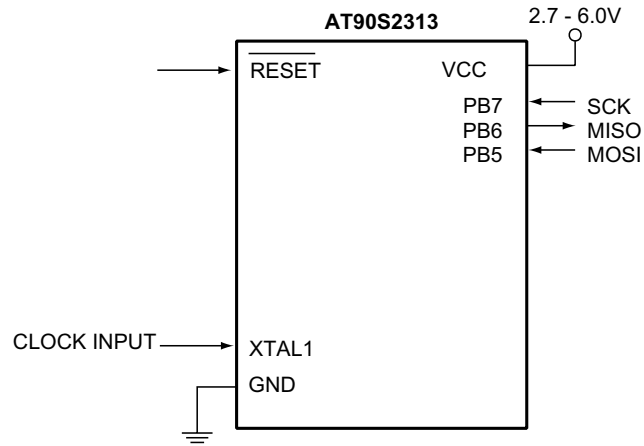 AT90S2313
2.7 - 6.0V
RESET
VCC
PB7
SCK
PB6
MISO
PB5
MOSI
CLOCK INPUT
XTAL1
GND